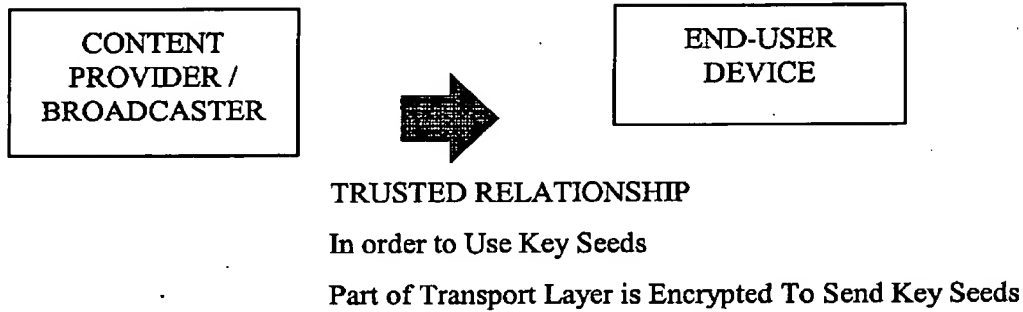 CONTENT
PROVIDER /
BROADCASTER
END-USER
DEVICE
TRUSTED RELATIONSHIP
In order to Use Key Seeds
Part of Transport Layer is Encrypted To Send Key Seeds